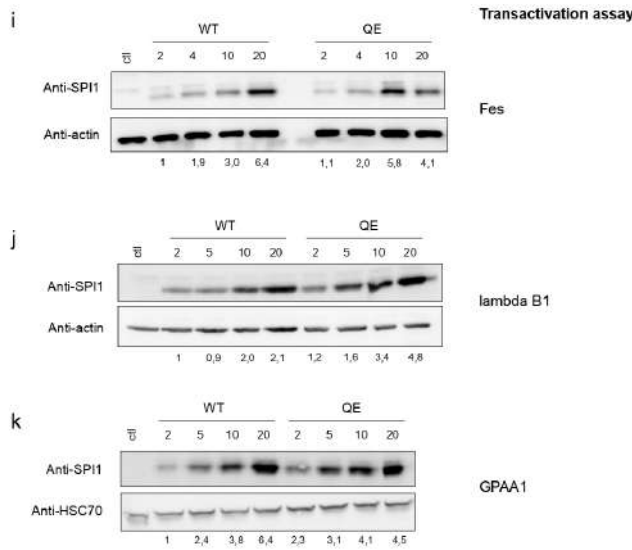 Transactivation assay
i
WT QE
ctl 2 4 10 20 2 4 10 20
Anti-SPI1
Fes
Anti-actin
1 1,9 3,0 6,4 1,1 2,0 5,8 4,1
j
WT QE
ctl 2 5 10 20 2 5 10 20
Anti-SPI1
lambda B1
Anti-actin
1 0,9 2,0 2,1 1,2 1,6 3,4 4,8
k
WT QE
ctl 2 5 10 20 2 5 10 20
Anti-SPI1
GPAA1
Anti-HSC70
1 2,4 3,8 6,4 2,3 3,1 4,1 4,5